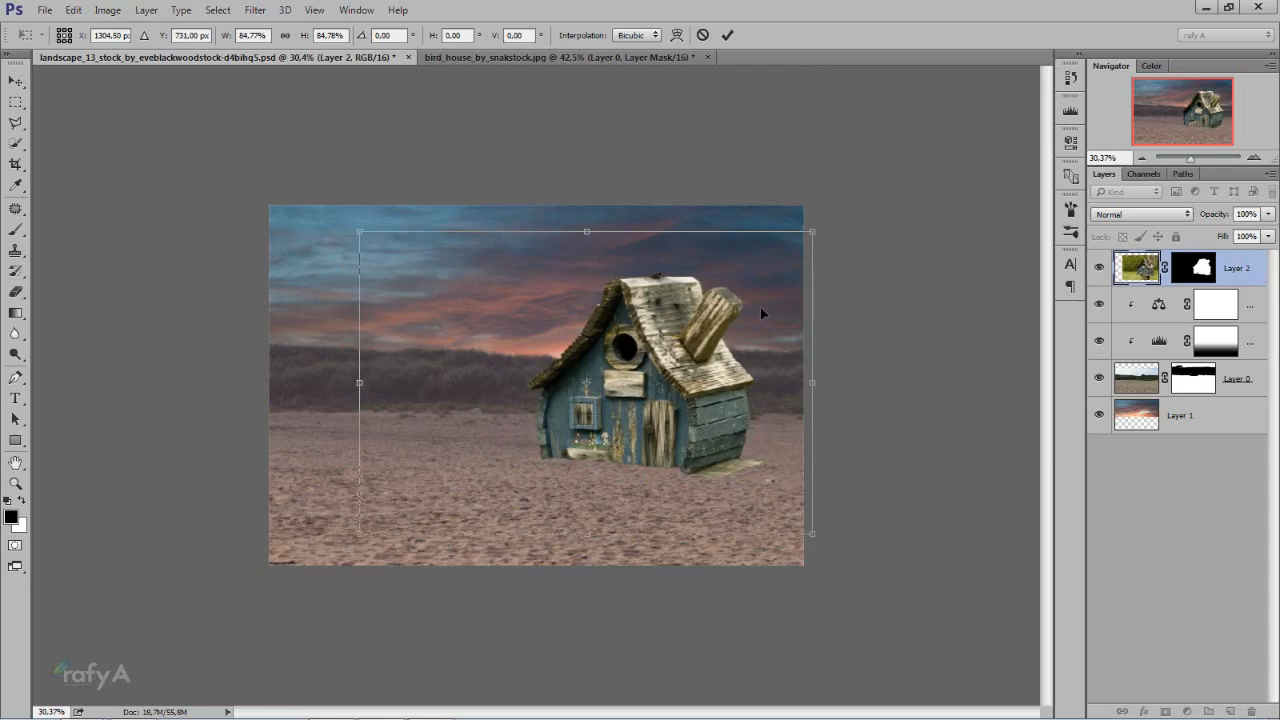 Ps File Edit Image Layer Type Select Filter 3D View Window Help
X: 1304,50 px Y: 731,00 px W: 84,77% H: 84,78% 0,00 ° H: 0,00 ° V: 0,00 ° Interpolation: Bicubic rafy A
landscape_13_stock_by_eveblackwoodstock-d4bihq5.psd @ 30,4% (Layer 2, RGB/16) * × bird_house_by_snakstock.jpg @ 42,5% (Layer 0, Layer Mask/16) * ×
Navigator Color
30,37%
Layers Channels Paths
Kind
Normal Opacity: 100%
Lock: Fill: 100%
Layer 2
...
...
Layer 0
Layer 1
rafy A
30,37% Doc: 18,7M/55,8M